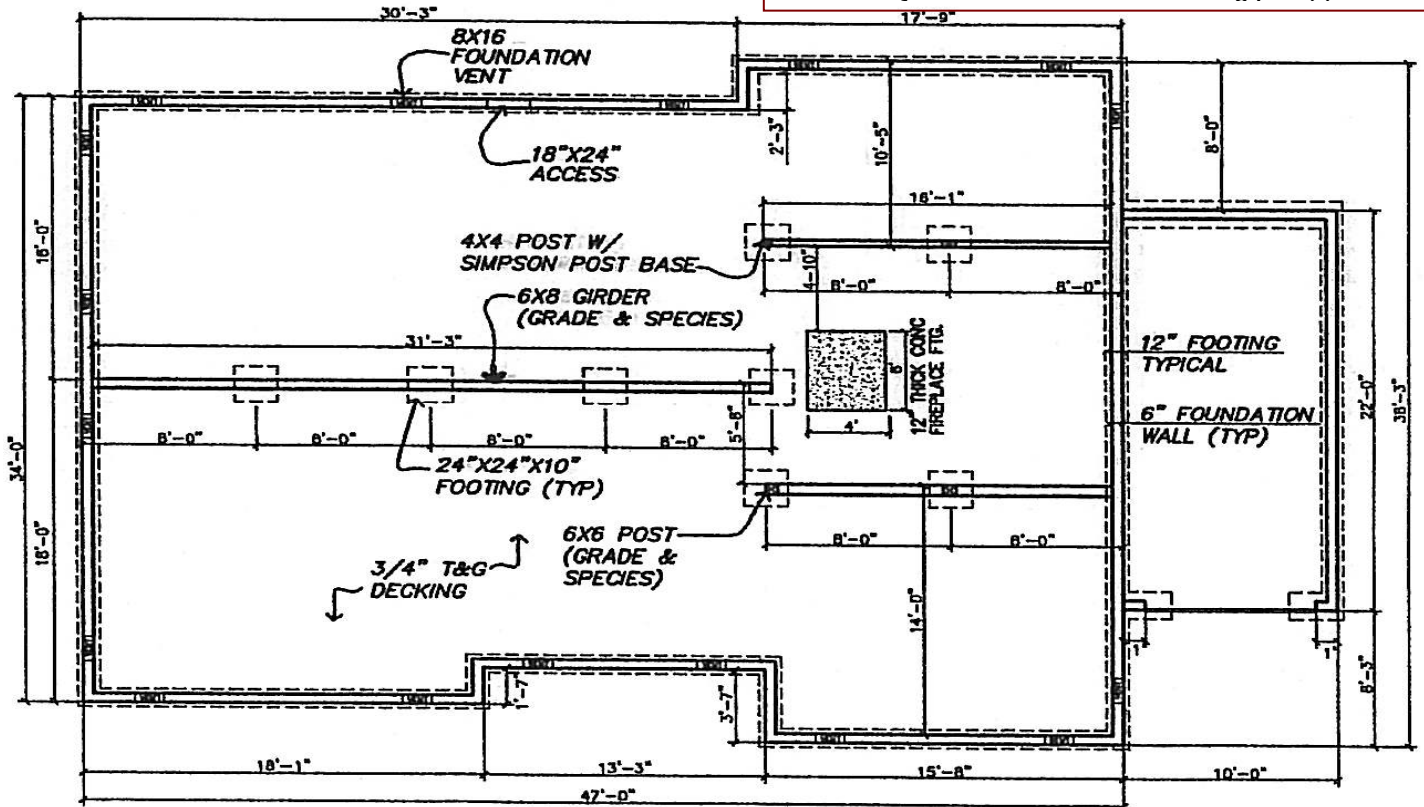 30'-3"
17'-9"
8X16
FOUNDATION
VENT
18"X24"
ACCESS
2'-3"
10'-5"
8'-0"
16'-1"
16'-0"
4X4 POST W/
SIMPSON POST BASE
4'-10"
8'-0"
8'-0"
6X8 GIRDER
(GRADE & SPECIES)
31'-3"
12" THICK CONC
FIREPLACE FTG.
4'
12" FOOTING
TYPICAL
6" FOUNDATION
WALL (TYP)
22'-0"
38'-3"
34'-0"
8'-0"
8'-0"
8'-0"
8'-0"
24"X24"X10"
FOOTING (TYP)
6X6 POST
(GRADE &
SPECIES)
8'-0"
8'-0"
18'-0"
3/4" T&G
DECKING
14'-0"
1'
1'
8'-3"
1'-7"
3'-7"
18'-1"
13'-3"
15'-8"
10'-0"
47'-0"